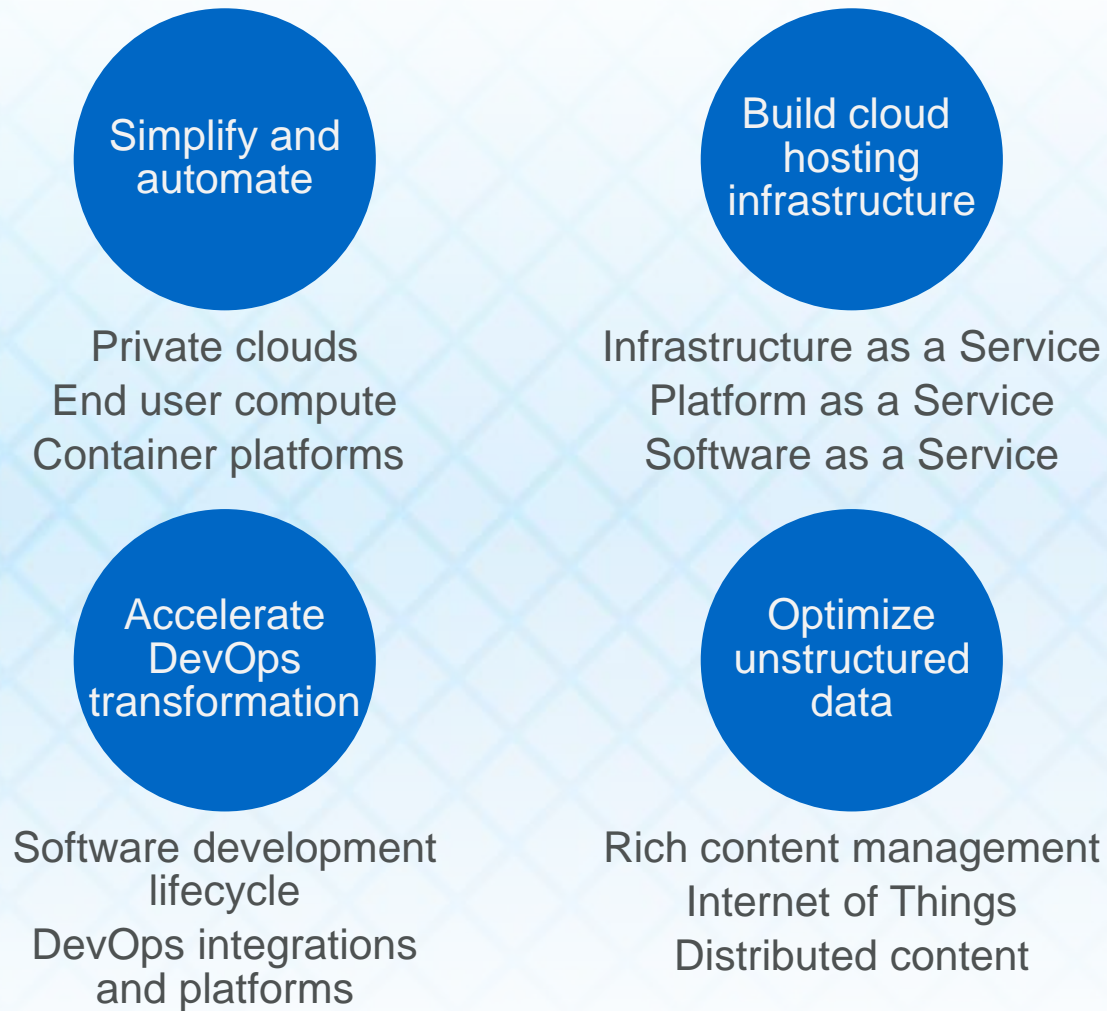 Simplify and
automate
Private clouds
End user compute
Container platforms
Build cloud
hosting
infrastructure
Infrastructure as a Service
Platform as a Service
Software as a Service
Accelerate
DevOps
transformation
Software development
lifecycle
DevOps integrations
and platforms
Optimize
unstructured
data
Rich content management
Internet of Things
Distributed content